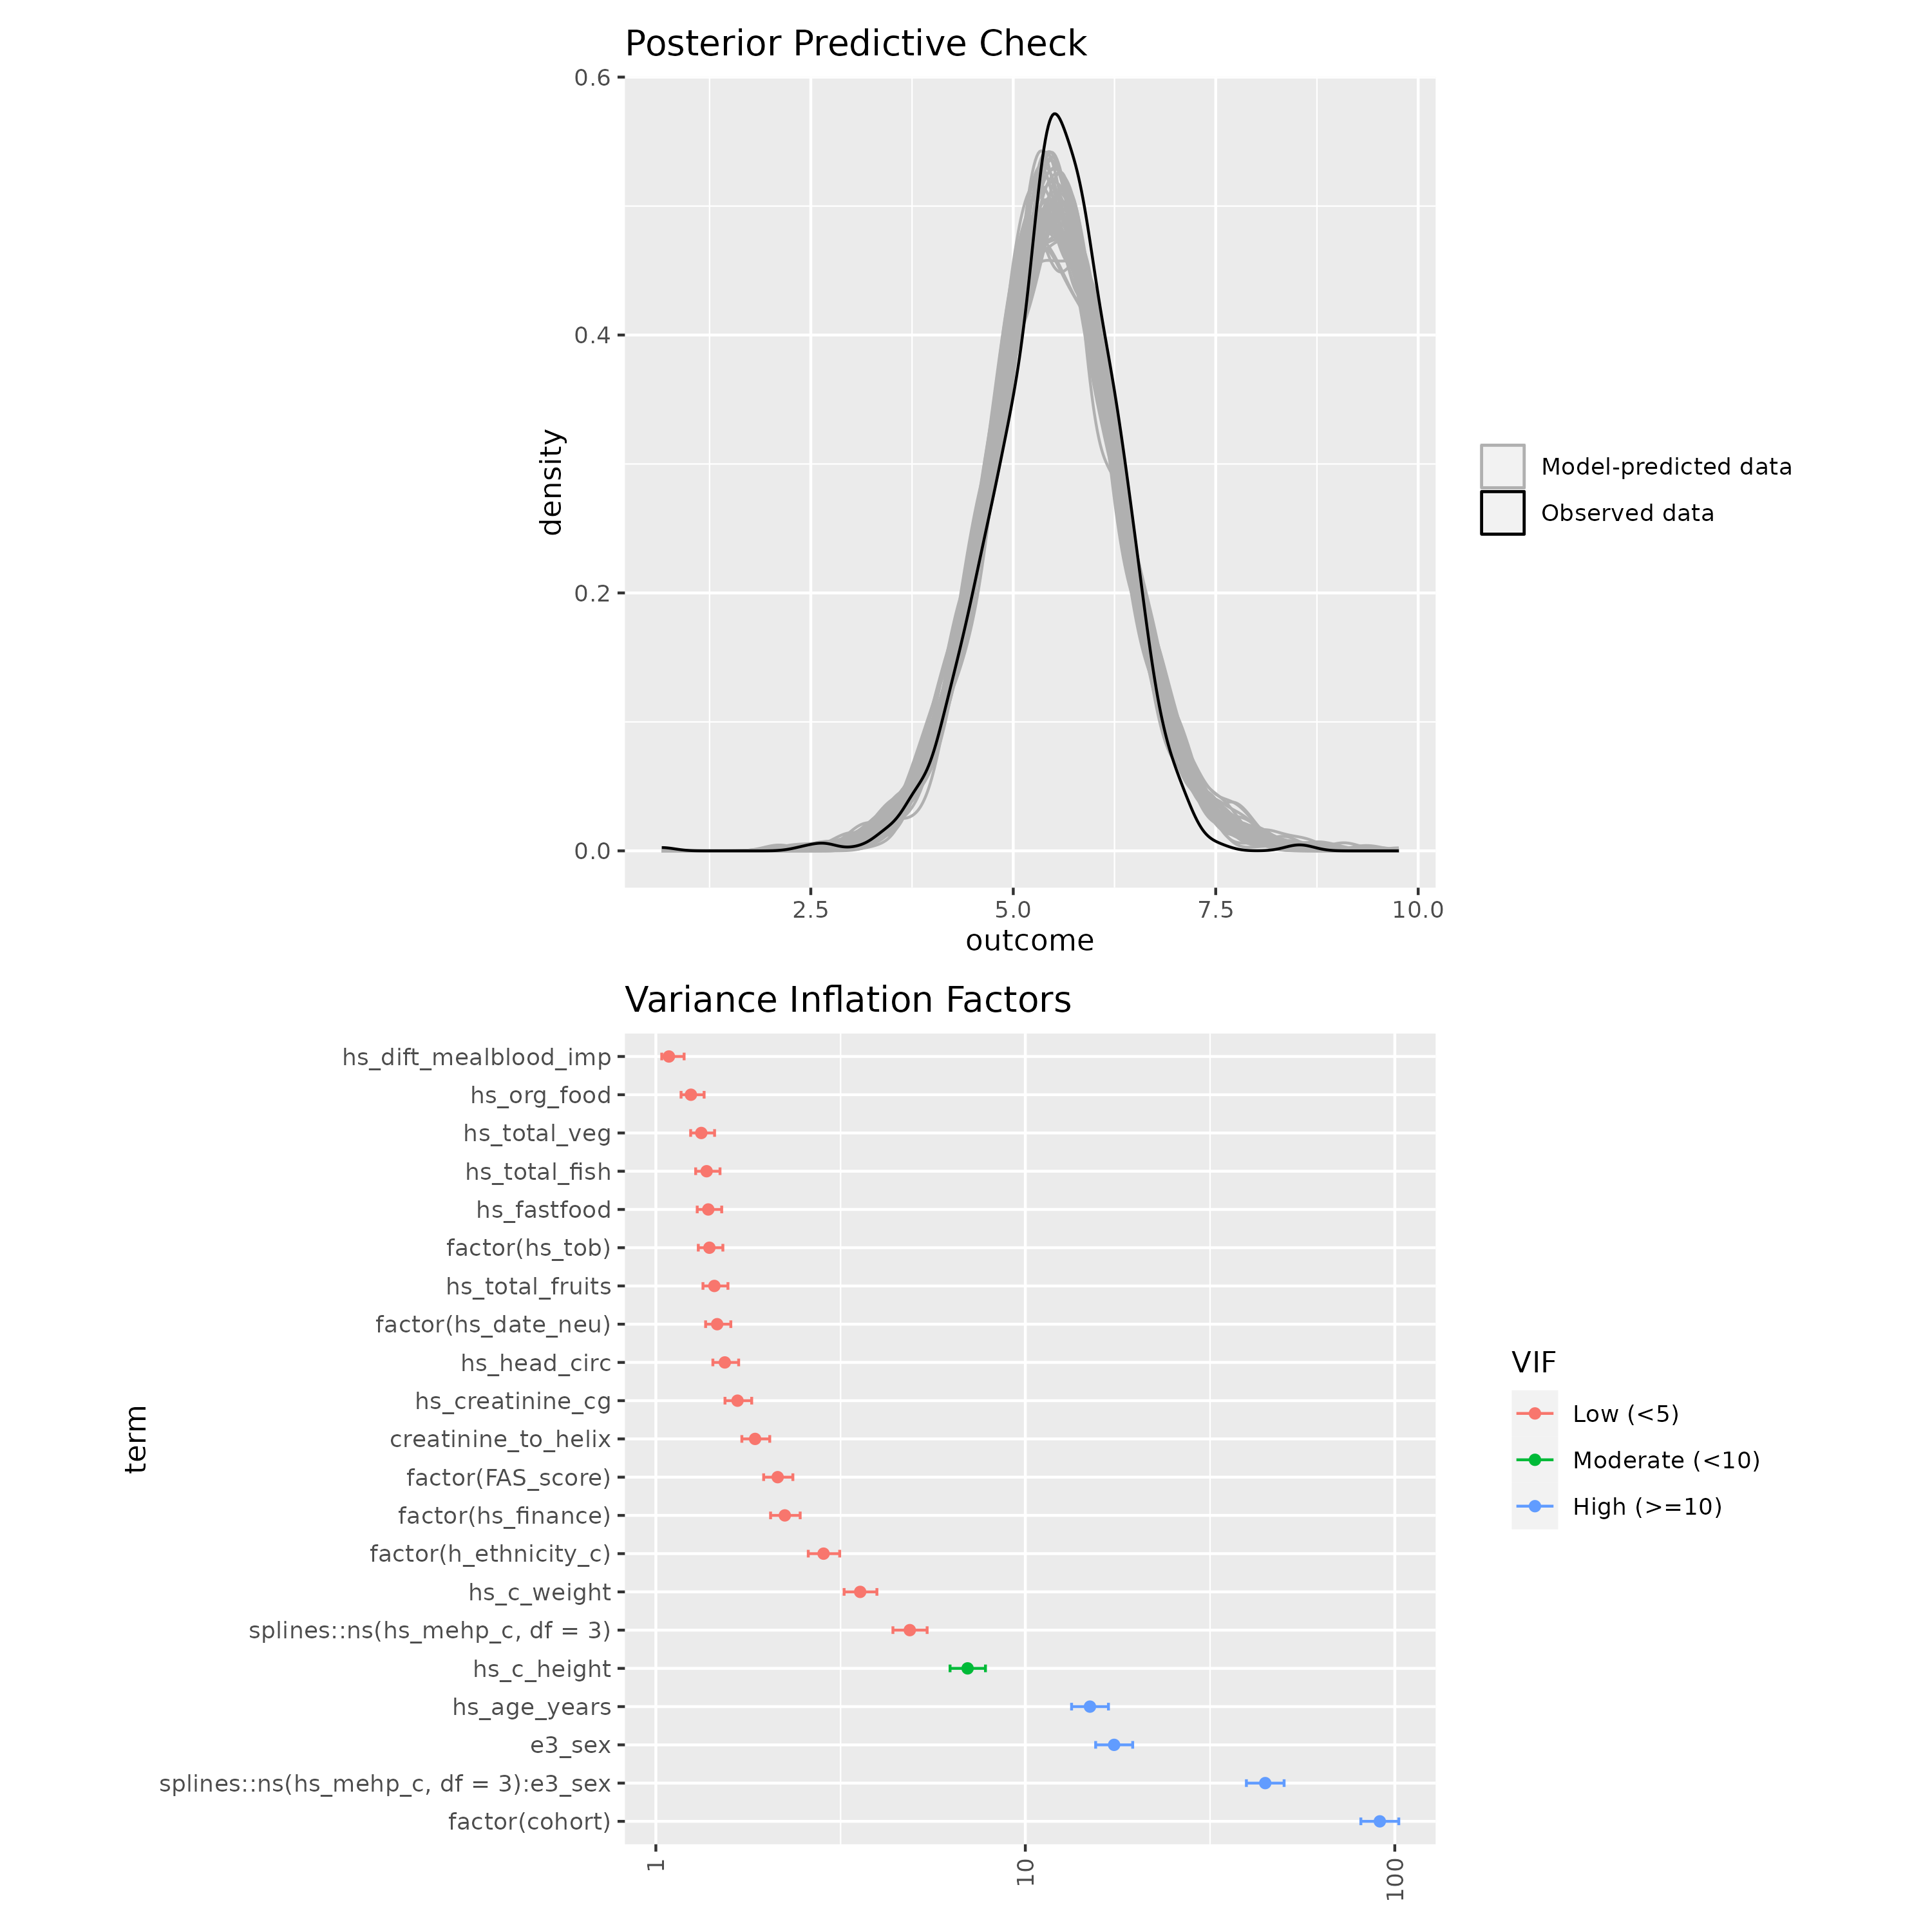 Posterior Predictive Check
0.6
0.4
0.2
0.0
density
2.5 5.0 7.5 10.0
outcome
Model-predicted data
Observed data
Variance Inflation Factors
term
hs_dift_mealblood_imp
hs_org_food
hs_total_veg
hs_total_fish
hs_fastfood
factor(hs_tob)
hs_total_fruits
factor(hs_date_neu)
hs_head_circ
hs_creatinine_cg
creatinine_to_helix
factor(FAS_score)
factor(hs_finance)
factor(h_ethnicity_c)
hs_c_weight
splines::ns(hs_mehp_c, df = 3)
hs_c_height
hs_age_years
e3_sex
splines::ns(hs_mehp_c, df = 3):e3_sex
factor(cohort)
1 10 100
VIF
Low (<5)
Moderate (<10)
High (>=10)